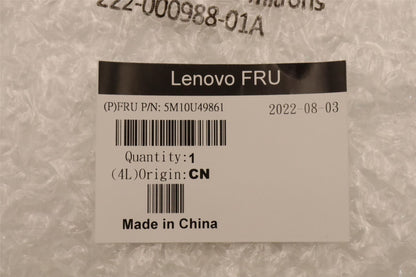 222-000988-01A
Lenovo FRU
(P)FRU P/N: 5M10U49861
2022-08-03
Quantity:1
(4L)Origin:CN
Made in China